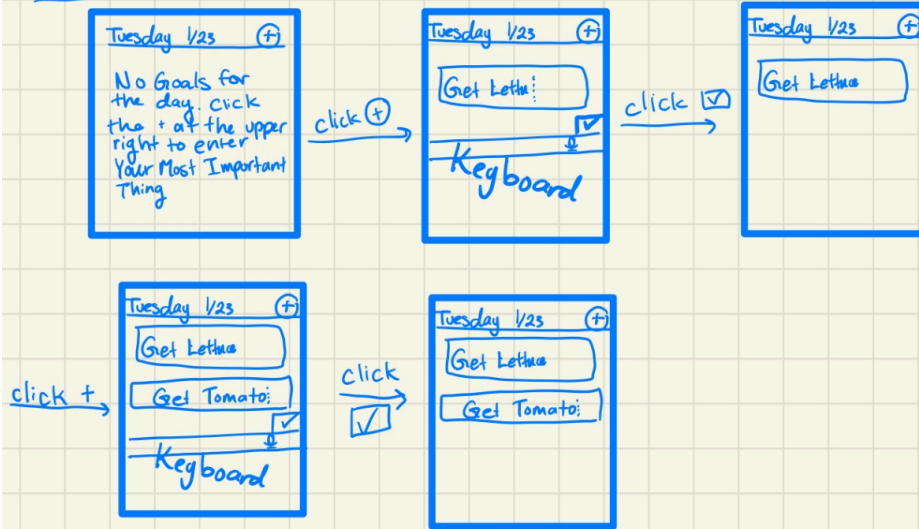 Tuesday 1/23 +
No Goals for
the day. click
the + at the upper
right to enter
Your Most Important
Thing
click +
Tuesday 1/23 +
Get Lettu
Keyboard
click
Tuesday 1/23 +
Get Lettuce
click +
Tuesday 1/23 +
Get Lettuce
Get Tomato
Keyboard
click
Tuesday 1/23 +
Get Lettuce
Get Tomato